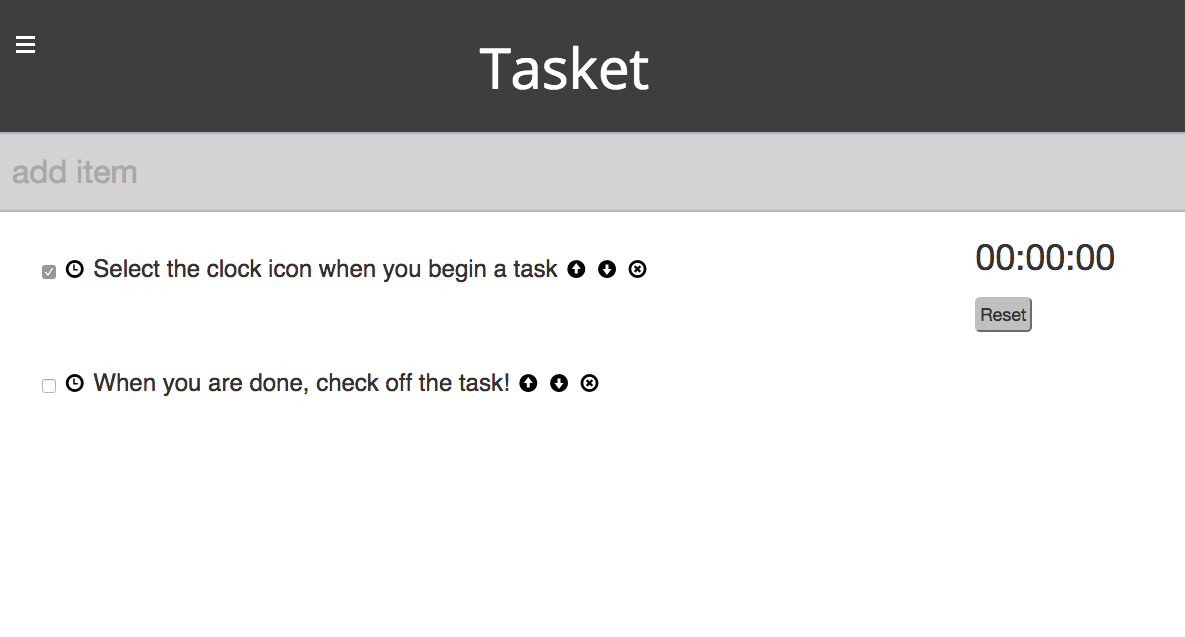 Tasket
add item
Select the clock icon when you begin a task
00:00:00
Reset
When you are done, check off the task!